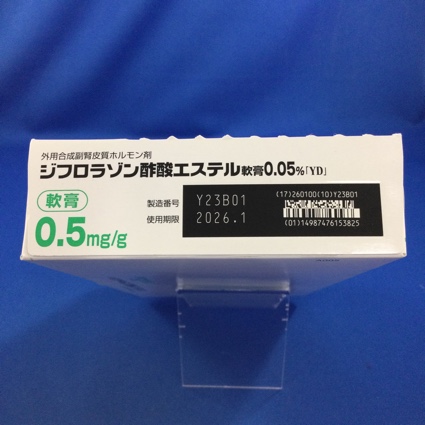 外用合成副腎皮質ホルモン剤
ジフロラゾン酢酸エステル軟膏0.05%「YD」
軟膏
0.5mg/g
製造番号 Y23B01
使用期限 2026.1
(17)260100(10)Y23B01
(01)14987476153825